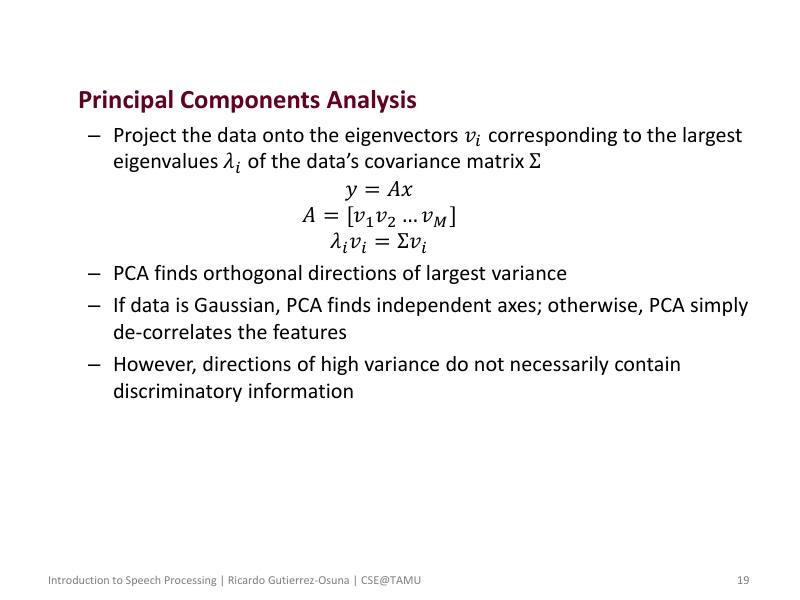 Principal Components Analysis
– Project the data onto the eigenvectors 𝑣ᵢ corresponding to the largest
eigenvalues 𝜆ᵢ of the data’s covariance matrix Σ
𝑦 = 𝐴𝑥
𝐴 = [𝑣₁𝑣₂ … 𝑣_𝑀]
𝜆ᵢ𝑣ᵢ = Σ𝑣ᵢ
– PCA finds orthogonal directions of largest variance
– If data is Gaussian, PCA finds independent axes; otherwise, PCA simply
de-correlates the features
– However, directions of high variance do not necessarily contain
discriminatory information
Introduction to Speech Processing | Ricardo Gutierrez-Osuna | CSE@TAMU 19